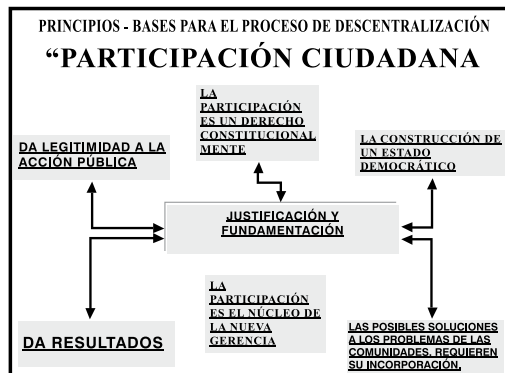 PRINCIPIOS - BASES PARA EL PROCESO DE DESCENTRALIZACIÓN
“PARTICIPACIÓN CIUDADANA
LA
PARTICIPACIÓN
ES UN DERECHO
CONSTITUCIONAL
MENTE
DA LEGITIMIDAD A LA
ACCIÓN PÚBLICA
LA CONSTRUCCIÓN DE
UN ESTADO
DEMOCRÁTICO
JUSTIFICACIÓN Y
FUNDAMENTACIÓN
LA
PARTICIPACIÓN
ES EL NÚCLEO DE
LA NUEVA
GERENCIA
DA RESULTADOS
LAS POSIBLES SOLUCIONES
A LOS PROBLEMAS DE LAS
COMUNIDADES, REQUIEREN
SU INCORPORACIÓN,